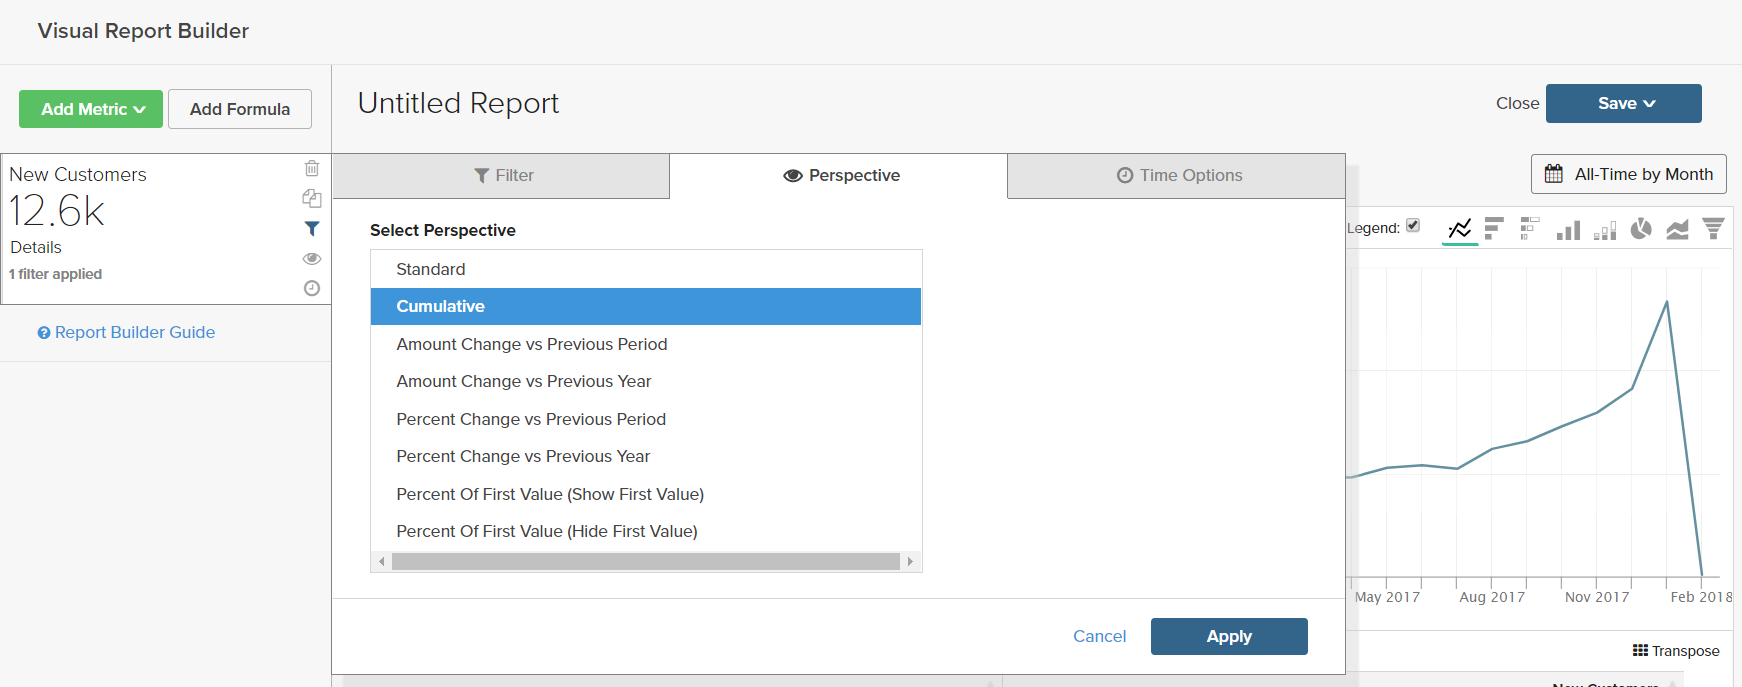 Visual Report Builder
Add Metric
Add Formula
Untitled Report
Close
Save
New Customers
12.6k
Details
1 filter applied
Report Builder Guide
Filter
Perspective
Time Options
Select Perspective
Standard
Cumulative
Amount Change vs Previous Period
Amount Change vs Previous Year
Percent Change vs Previous Period
Percent Change vs Previous Year
Percent Of First Value (Show First Value)
Percent Of First Value (Hide First Value)
Cancel
Apply
All-Time by Month
Legend:
May 2017 Aug 2017 Nov 2017 Feb 2018
Transpose
New Customers